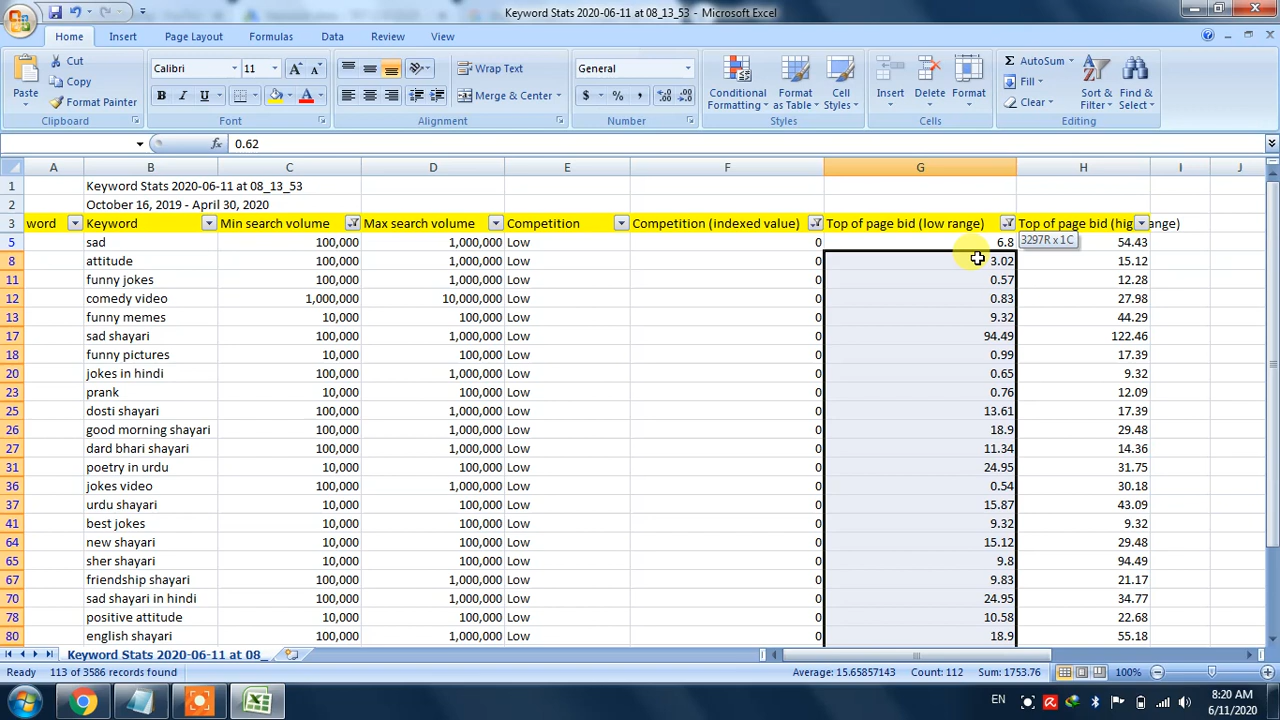 Keyword Stats 2020-06-11 at 08_13_53 - Microsoft Excel
Home Insert Page Layout Formulas Data Review View
Paste Cut Copy Format Painter Clipboard
Calibri 11 A A B I U A Font
Wrap Text Merge & Center Alignment
General $ % , Number
Conditional Formatting Format as Table Cell Styles Styles
Insert Delete Format Cells
Σ AutoSum Fill Clear Sort & Filter Find & Select Editing
fx 0.62
A B C D E F G H I J
1 Keyword Stats 2020-06-11 at 08_13_53
2 October 16, 2019 - April 30, 2020
3 word Keyword Min search volume Max search volume Competition Competition (indexed value) Top of page bid (low range) Top of page bid (hig range)
3297R x 1C
5 sad 100,000 1,000,000 Low 0 6.8 54.43
8 attitude 100,000 1,000,000 Low 0 3.02 15.12
11 funny jokes 100,000 1,000,000 Low 0 0.57 12.28
12 comedy video 1,000,000 10,000,000 Low 0 0.83 27.98
13 funny memes 10,000 100,000 Low 0 9.32 44.29
17 sad shayari 100,000 1,000,000 Low 0 94.49 122.46
18 funny pictures 10,000 100,000 Low 0 0.99 17.39
20 jokes in hindi 100,000 1,000,000 Low 0 0.65 9.32
23 prank 10,000 100,000 Low 0 0.76 12.09
25 dosti shayari 100,000 1,000,000 Low 0 13.61 17.39
26 good morning shayari 100,000 1,000,000 Low 0 18.9 29.48
27 dard bhari shayari 100,000 1,000,000 Low 0 11.34 14.36
31 poetry in urdu 10,000 100,000 Low 0 24.95 31.75
36 jokes video 100,000 1,000,000 Low 0 0.54 30.18
37 urdu shayari 10,000 100,000 Low 0 15.87 43.09
41 best jokes 10,000 100,000 Low 0 9.32 9.32
64 new shayari 10,000 100,000 Low 0 15.12 29.48
65 sher shayari 10,000 100,000 Low 0 9.8 94.49
67 friendship shayari 100,000 1,000,000 Low 0 9.83 21.17
70 sad shayari in hindi 100,000 1,000,000 Low 0 24.95 34.77
78 positive attitude 10,000 100,000 Low 0 10.58 22.68
80 english shayari 100,000 1,000,000 Low 0 18.9 55.18
Keyword Stats 2020-06-11 at 08_
Ready 113 of 3586 records found Average: 15.65857143 Count: 112 Sum: 1753.76 100%
EN 8:20 AM
6/11/2020